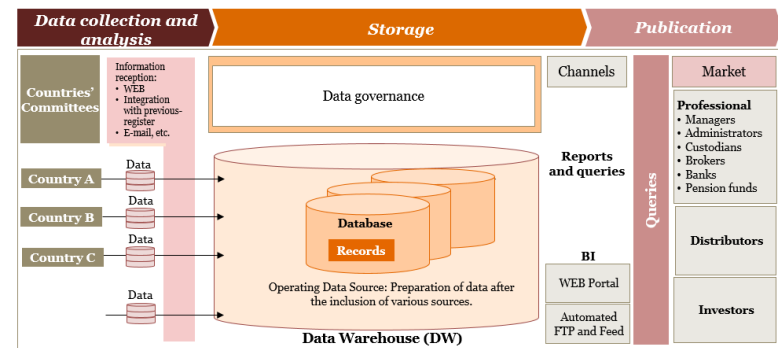 Data collection and
analysis
Storage
Publication
Countries'
Committees
Information
reception:
• WEB
• Integration
with previous-
register
• E-mail, etc.
Data governance
Channels
Market
Professional
• Managers
• Administrators
• Custodians
• Brokers
• Banks
• Pension funds
Queries
Data
Country A
Data
Country B
Data
Country C
Data
Database
Records
Operating Data Source: Preparation of data after
the inclusion of various sources.
Data Warehouse (DW)
Reports
and queries
BI
WEB Portal
Automated
FTP and Feed
Distributors
Investors